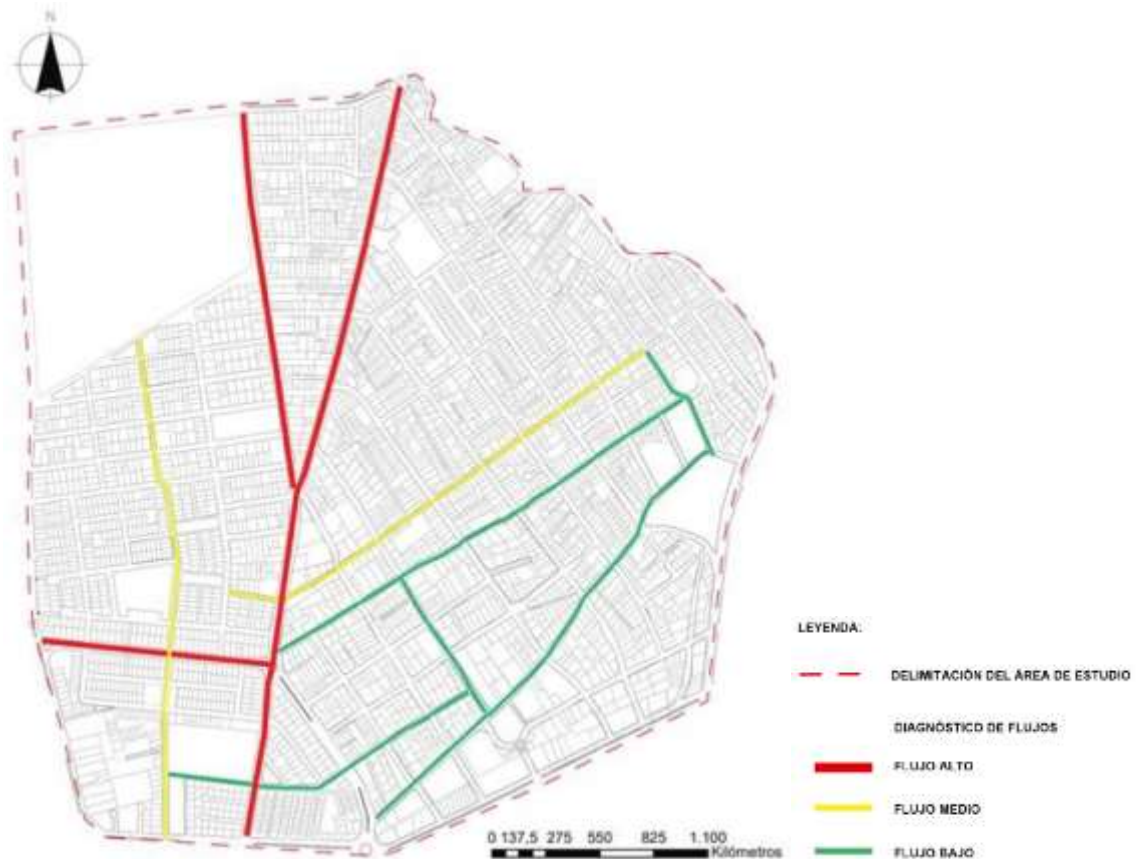 N
LEYENDA:
DELIMITACIÓN DEL ÁREA DE ESTUDIO
DIAGNÓSTICO DE FLUJOS
FLUJO ALTO
FLUJO MEDIO
FLUJO BAJO
0 137,5 275 550 825 1.100
Kilómetros